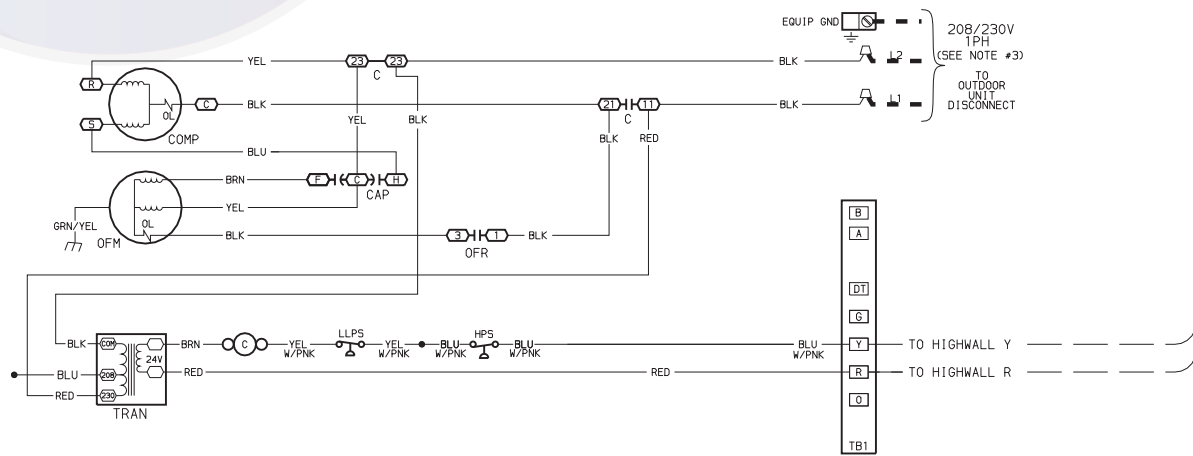 EQUIP GND
208/230V
1PH
(SEE NOTE #3)
TO
OUTDOOR
UNIT
DISCONNECT
YEL 23 23 BLK L2
C
R
C BLK 21 11 BLK L1
OL C
S YEL BLK BLK RED
COMP
BLU
BRN F C H
CAP
YEL
GRN/YEL OL
BLK 3 1 BLK
OFM OFR
B
A
DT
G
LLPS HPS
BLK COM BRN C YEL W/PNK YEL W/PNK BLU W/PNK BLU W/PNK BLU W/PNK Y TO HIGHWALL Y
24V
BLU 208 RED RED R TO HIGHWALL R
RED 230 O
TRAN
TB1